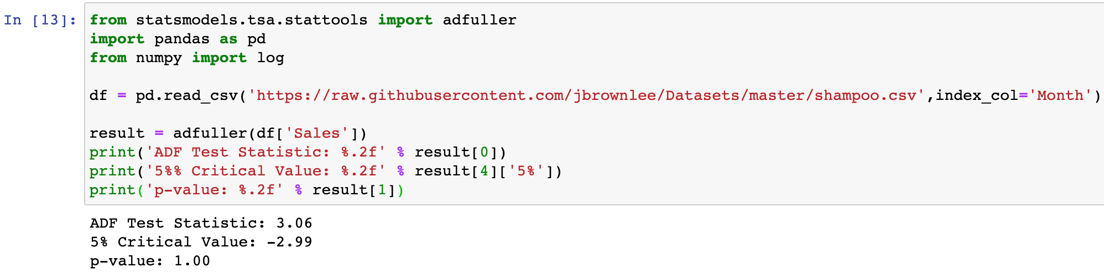 In [13]: from statsmodels.tsa.stattools import adfuller
import pandas as pd
from numpy import log
df = pd.read_csv('https://raw.githubusercontent.com/jbrownlee/Datasets/master/shampoo.csv',index_col='Month')
result = adfuller(df['Sales'])
print('ADF Test Statistic: %.2f' % result[0])
print('5%% Critical Value: %.2f' % result[4]['5%'])
print('p-value: %.2f' % result[1])
ADF Test Statistic: 3.06
5% Critical Value: -2.99
p-value: 1.00